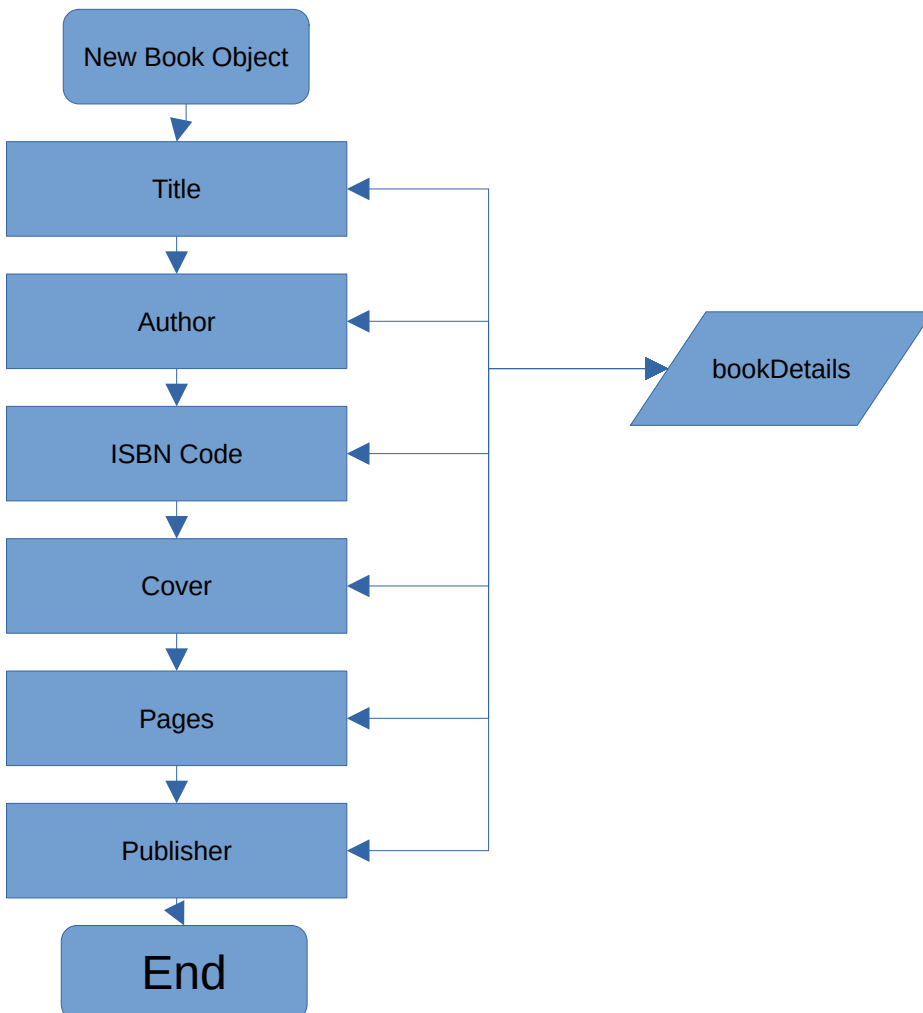 New Book Object
Title
Author
bookDetails
ISBN Code
Cover
Pages
Publisher
End